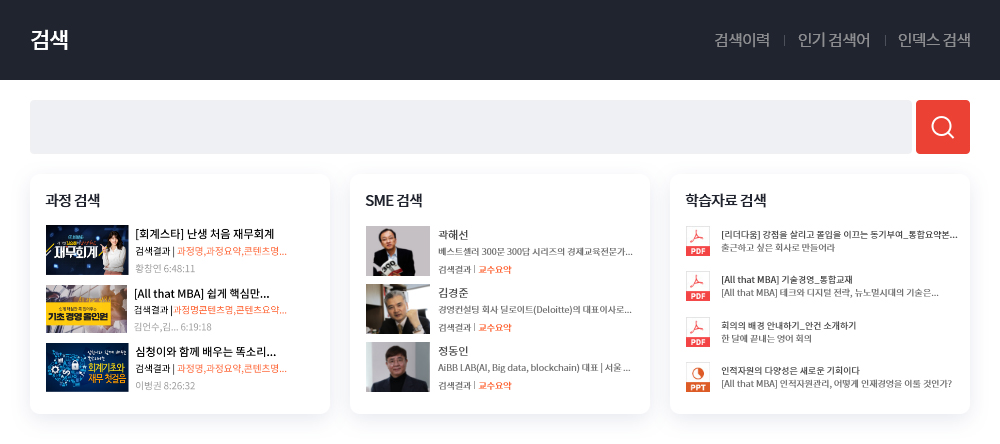 검색
검색이력 | 인기 검색어 | 인덱스 검색
과정 검색
재무회계
[회계스타] 난생 처음 재무회계
검색결과 | 과정명,과정요약,콘텐츠명...
황창인 6:48:11
기초 경영 올인원
[All that MBA] 쉽게 핵심만...
검색결과 | 과정명콘텐츠명,콘텐츠요약...
김언수,김... 6:19:18
회계기초와
재무 첫걸음
심청이와 함께 배우는 똑소리...
검색결과 | 과정명,과정요약,콘텐츠명...
이병권 8:26:32
SME 검색
곽해선
베스트셀러 300문 300답 시리즈의 경제교육전문가...
검색결과 | 교수요약
김경준
경영컨설팅 회사 딜로이트(Deloitte)의 대표이사로...
검색결과 | 교수요약
정동인
AiBB LAB(AI, Big data, blockchain) 대표 | 서울 ...
검색결과 | 교수요약
학습자료 검색
PDF
[리더다움] 강점을 살리고 몰입을 이끄는 동기부여_통합요약본...
출근하고 싶은 회사로 만들어라
PDF
[All that MBA] 기술경영_통합교재
[All that MBA] 테크와 디지털 전략, 뉴노멀시대의 기술은...
PDF
회의의 배경 안내하기_안건 소개하기
한 달에 끝내는 영어 회의
PPT
인적자원의 다양성은 새로운 기회이다
[All that MBA] 인적자원관리, 어떻게 인재경영을 이룰 것인가?